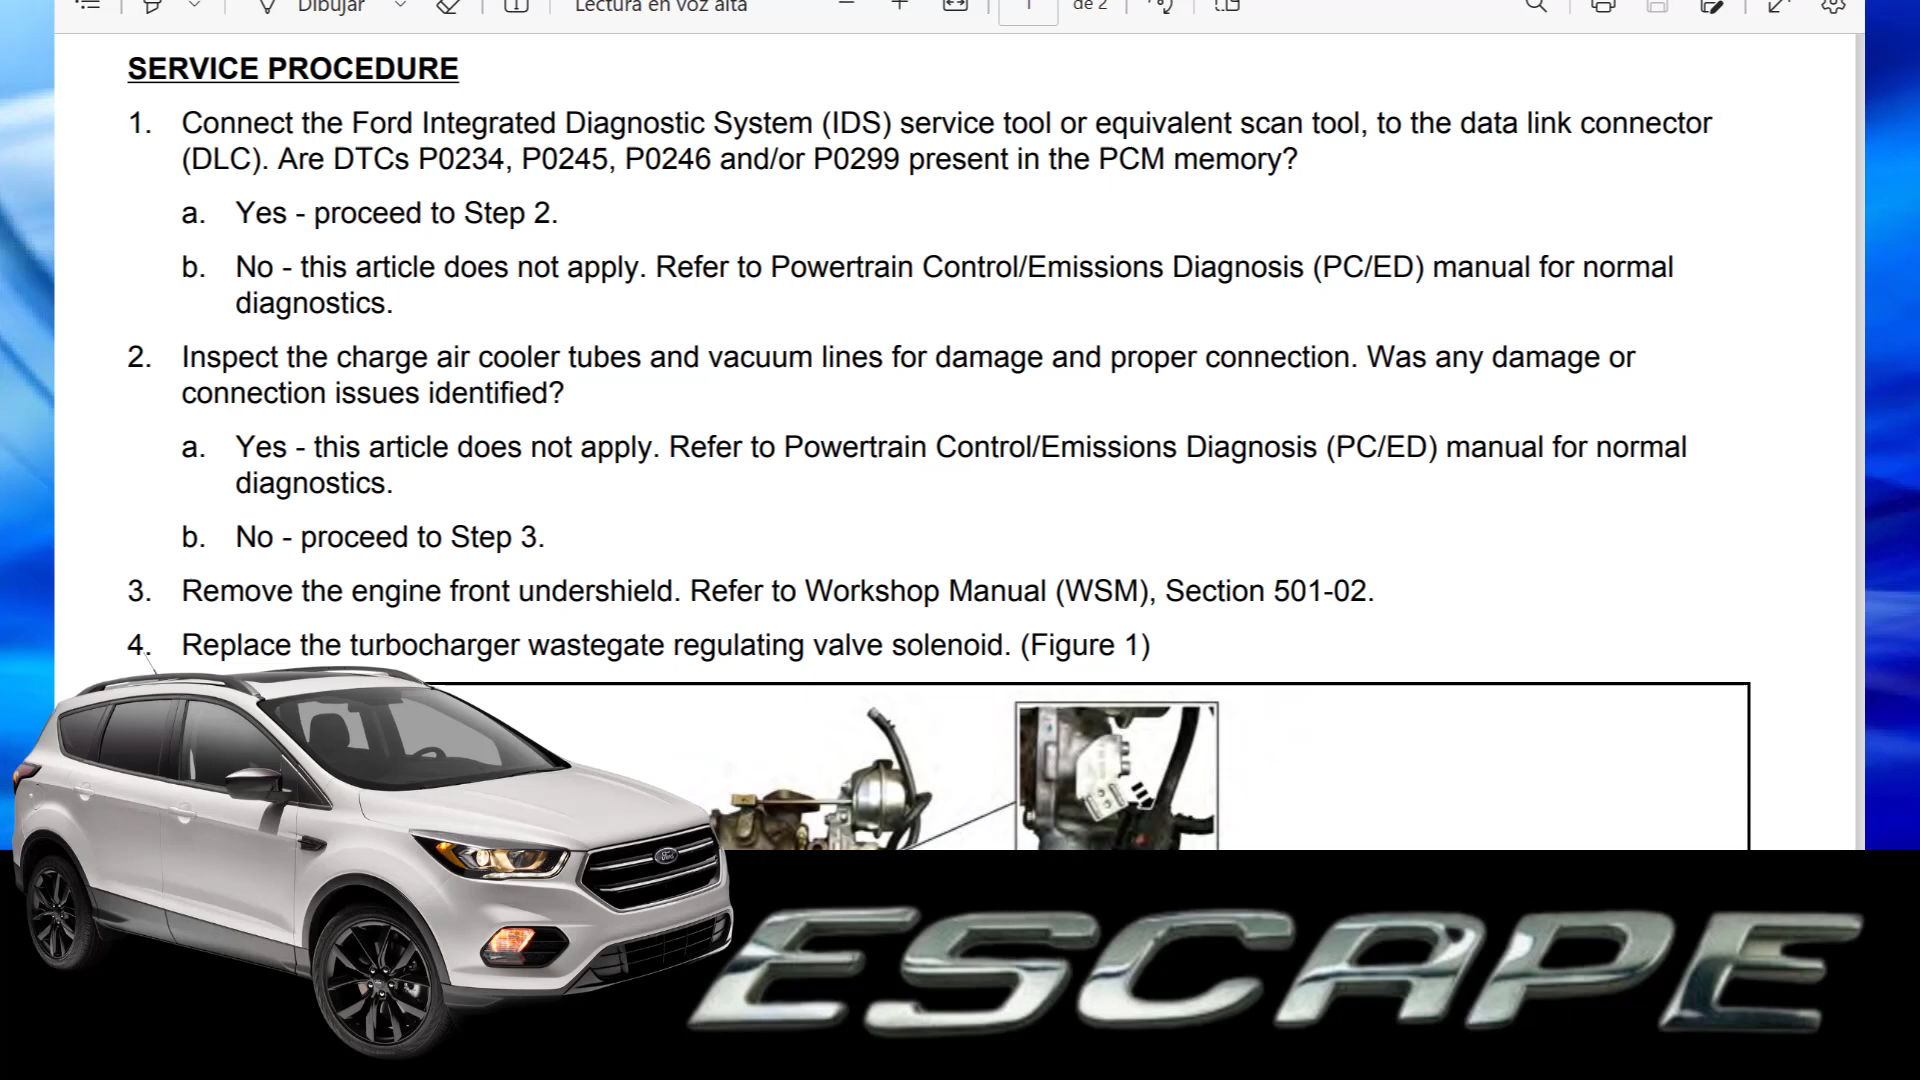 Dibujar
Lectura en voz alta
1
de 2
SERVICE PROCEDURE
1. Connect the Ford Integrated Diagnostic System (IDS) service tool or equivalent scan tool, to the data link connector
(DLC). Are DTCs P0234, P0245, P0246 and/or P0299 present in the PCM memory?
a. Yes - proceed to Step 2.
b. No - this article does not apply. Refer to Powertrain Control/Emissions Diagnosis (PC/ED) manual for normal
diagnostics.
2. Inspect the charge air cooler tubes and vacuum lines for damage and proper connection. Was any damage or
connection issues identified?
a. Yes - this article does not apply. Refer to Powertrain Control/Emissions Diagnosis (PC/ED) manual for normal
diagnostics.
b. No - proceed to Step 3.
3. Remove the engine front undershield. Refer to Workshop Manual (WSM), Section 501-02.
4. Replace the turbocharger wastegate regulating valve solenoid. (Figure 1)
Ford
ESCAPE